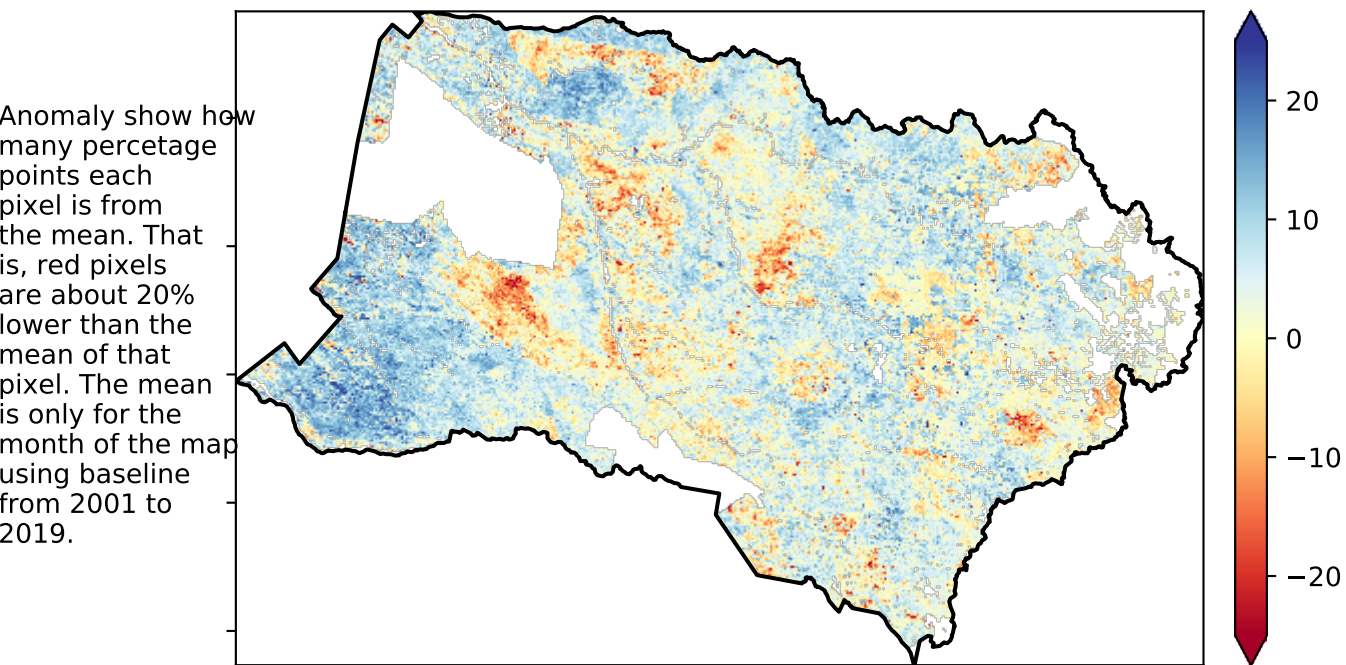 Anomaly show how
many percetage
points each
pixel is from
the mean. That
is, red pixels
are about 20%
lower than the
mean of that
pixel. The mean
is only for the
month of the map
using baseline
from 2001 to
2019.
20
10
0
−10
−20